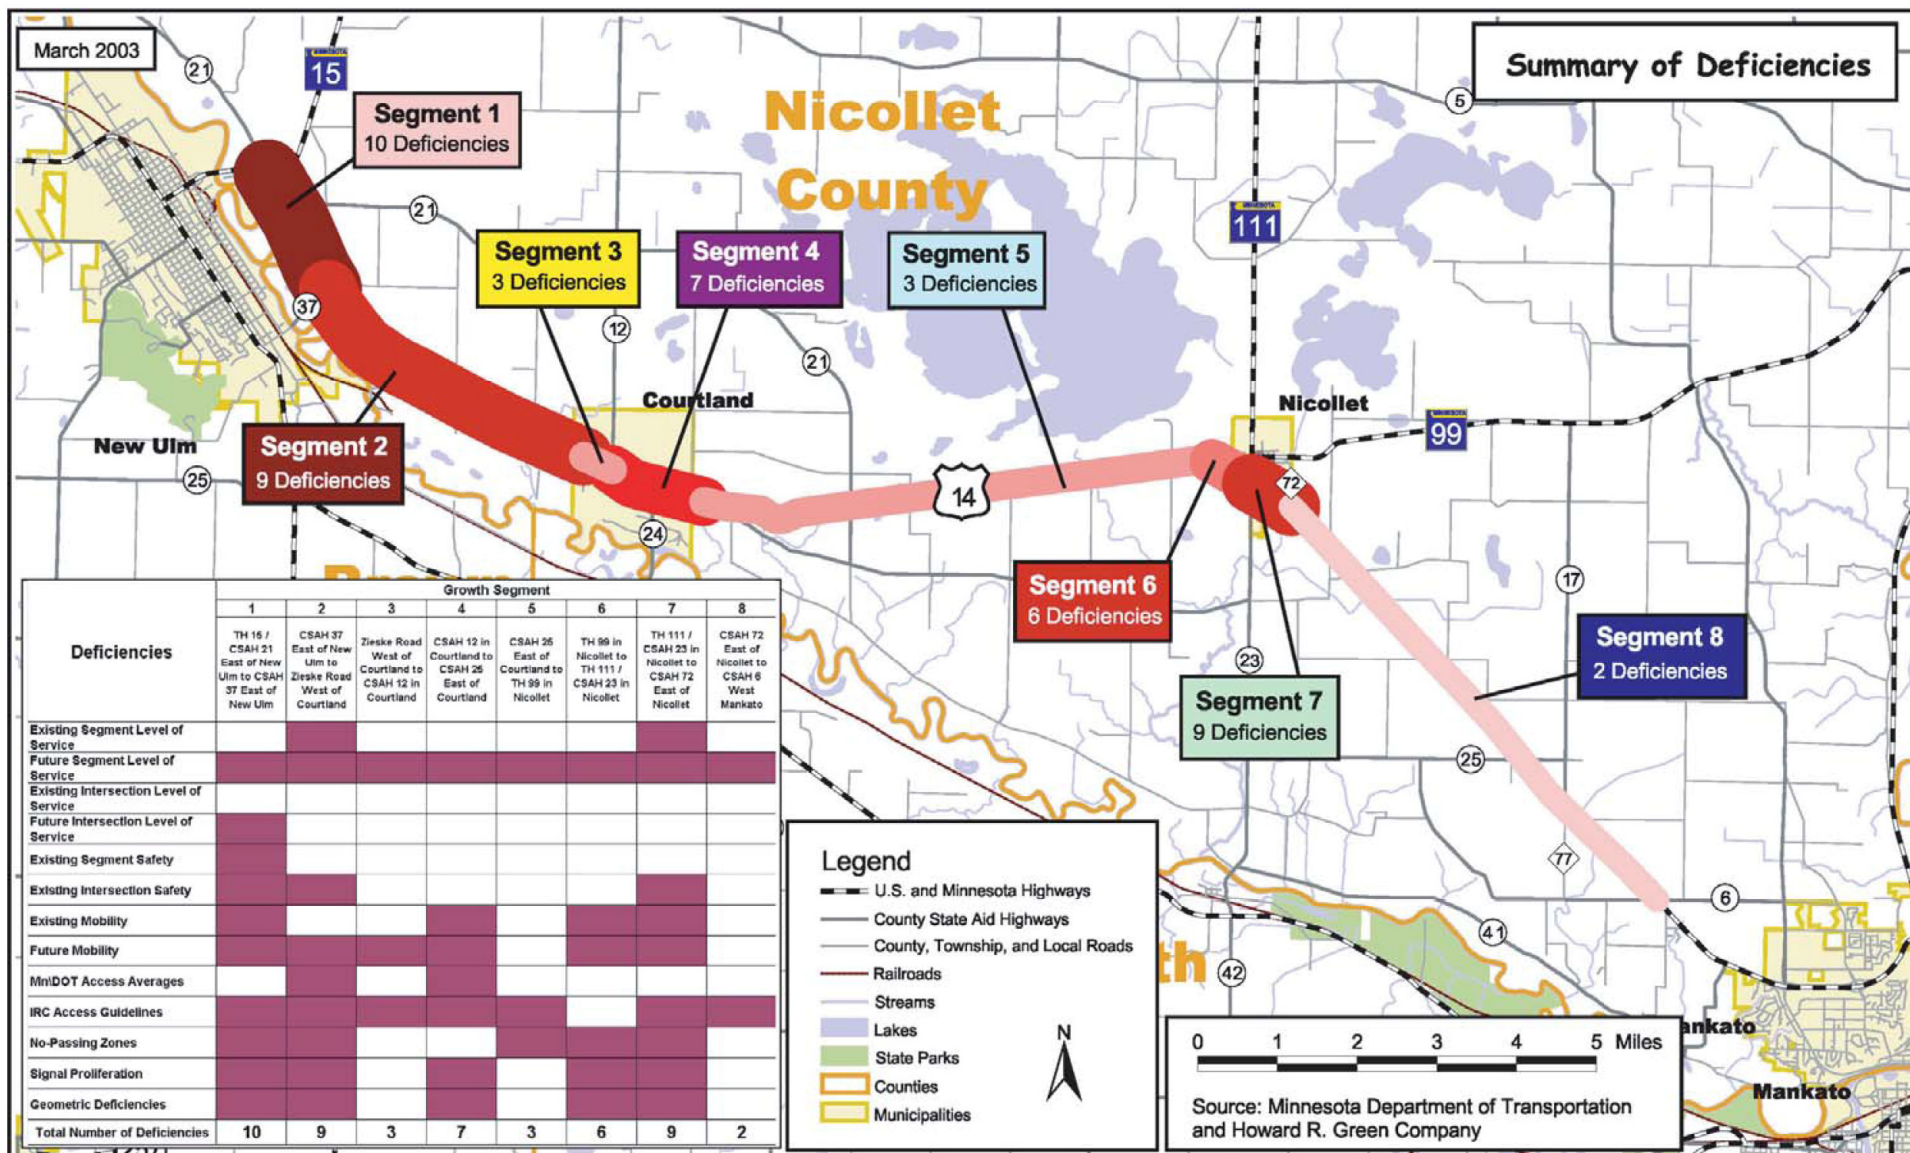 March 2003
Summary of Deficiencies
21
15
Segment 1
10 Deficiencies
Nicollet
County
5
21
MINNESOTA
111
Segment 3
3 Deficiencies
Segment 4
7 Deficiencies
Segment 5
3 Deficiencies
37
12
21
Courtland
Nicollet
MINNESOTA
99
New Ulm
Segment 2
9 Deficiencies
25
14
72
24
Segment 6
6 Deficiencies
17
Segment 8
2 Deficiencies
23
Segment 7
9 Deficiencies
25
77
6
41
42
th
ankato
Mankato
Deficiencies
Growth Segment
1 2 3 4 5 6 7 8
TH 15 / CSAH 21 East of New Ulm to CSAH 37 East of New Ulm
CSAH 37 East of New Ulm to Zieske Road West of Courtland
Zieske Road West of Courtland to CSAH 12 in Courtland
CSAH 12 in Courtland to CSAH 25 East of Courtland
CSAH 25 East of Courtland to TH 99 in Nicollet
TH 99 in Nicollet to TH 111 / CSAH 23 in Nicollet
TH 111 / CSAH 23 in Nicollet to CSAH 72 East of Nicollet
CSAH 72 East of Nicollet to CSAH 6 West Mankato
Existing Segment Level of
Service
Future Segment Level of
Service
Existing Intersection Level of
Service
Future Intersection Level of
Service
Existing Segment Safety
Existing Intersection Safety
Existing Mobility
Future Mobility
Mn\DOT Access Averages
IRC Access Guidelines
No-Passing Zones
Signal Proliferation
Geometric Deficiencies
Total Number of Deficiencies 10 9 3 7 3 6 9 2
Legend
U.S. and Minnesota Highways
County State Aid Highways
County, Township, and Local Roads
Railroads
Streams
Lakes
State Parks
Counties
Municipalities
N
0 1 2 3 4 5 Miles
Source: Minnesota Department of Transportation
and Howard R. Green Company